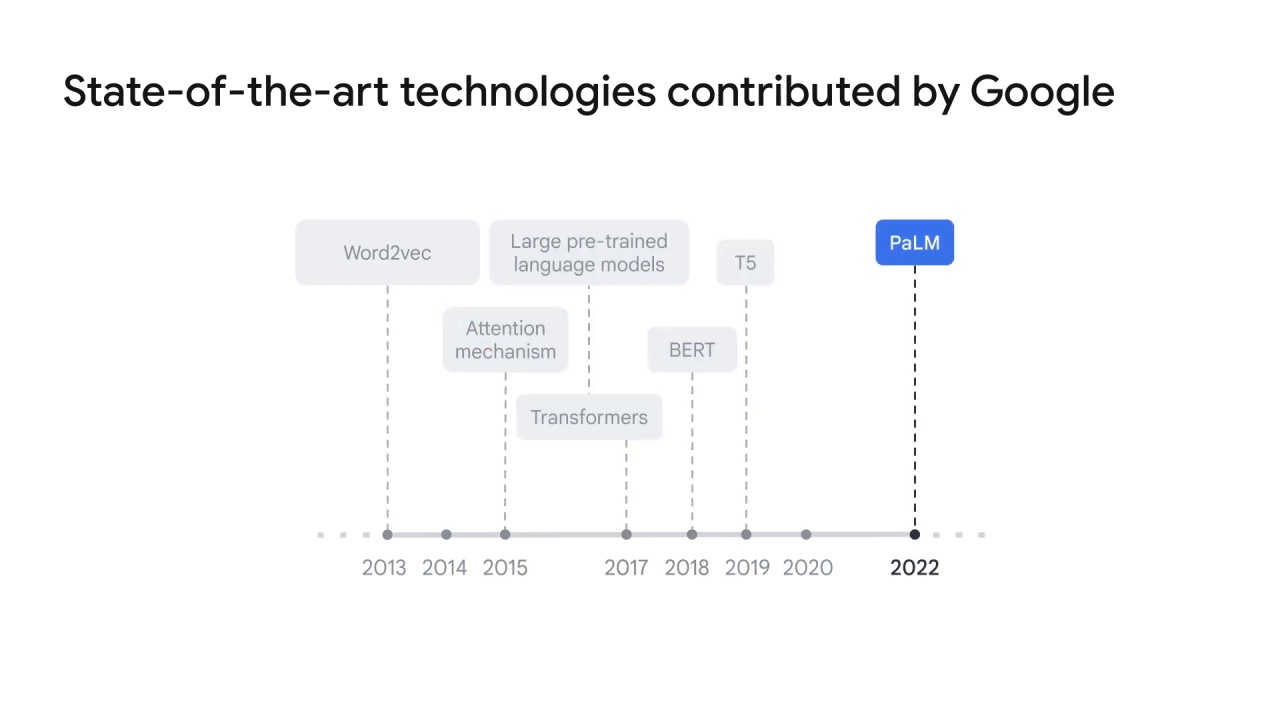 State-of-the-art technologies contributed by Google
Word2vec
Large pre-trained
language models
T5
PaLM
Attention
mechanism
BERT
Transformers
2013 2014 2015 2017 2018 2019 2020 2022